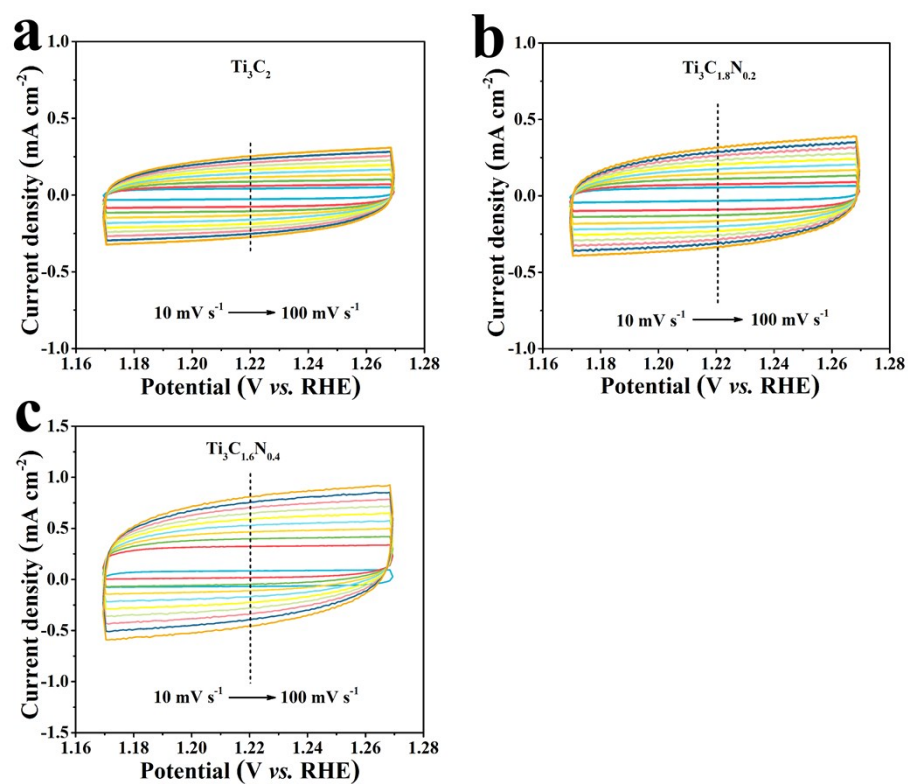 a
Ti₃C₂
1.0
0.5
0.0
-0.5
-1.0
Current density (mA cm⁻²)
10 mV s⁻¹ → 100 mV s⁻¹
1.16 1.18 1.20 1.22 1.24 1.26 1.28
Potential (V vs. RHE)
b
Ti₃C₁.₈N₀.₂
1.0
0.5
0.0
-0.5
-1.0
Current density (mA cm⁻²)
10 mV s⁻¹ → 100 mV s⁻¹
1.16 1.18 1.20 1.22 1.24 1.26 1.28
Potential (V vs. RHE)
c
Ti₃C₁.₆N₀.₄
1.5
1.0
0.5
0.0
-0.5
-1.0
-1.5
Current density (mA cm⁻²)
10 mV s⁻¹ → 100 mV s⁻¹
1.16 1.18 1.20 1.22 1.24 1.26 1.28
Potential (V vs. RHE)